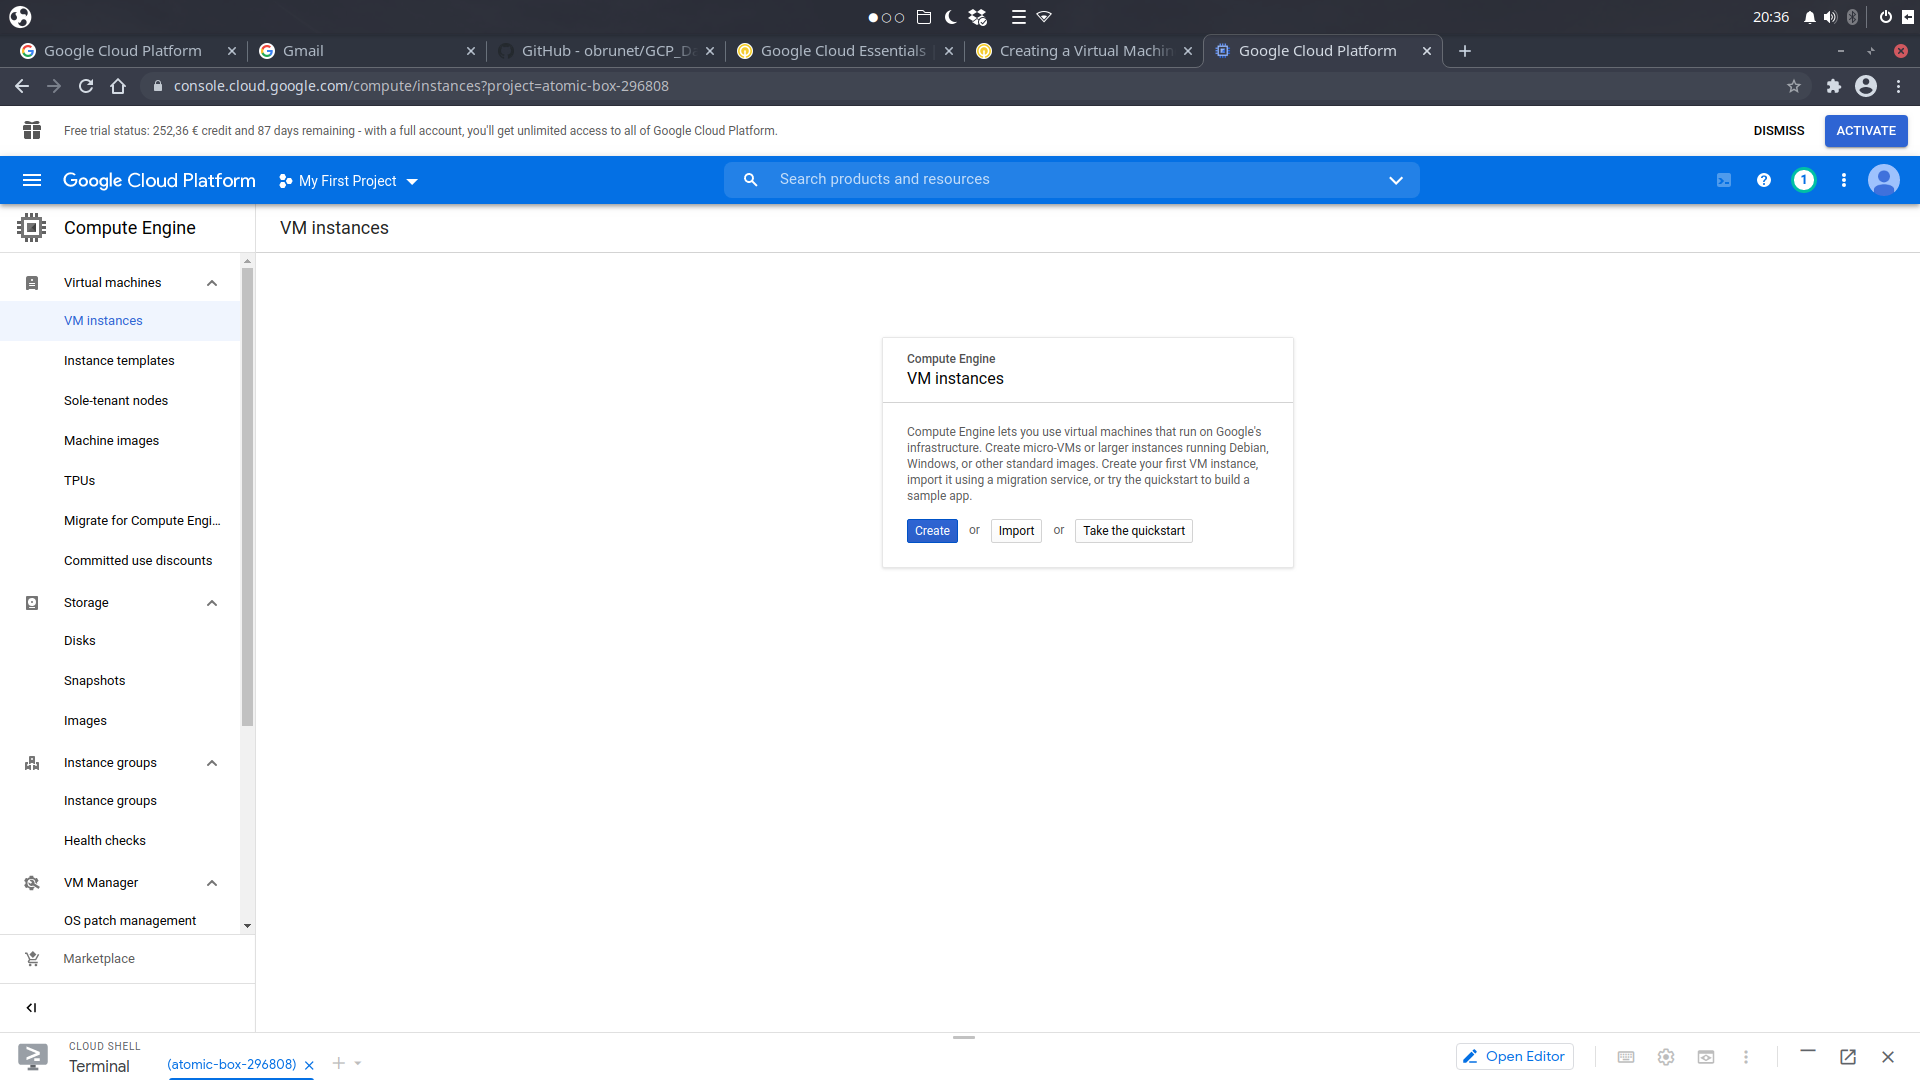 20:36
Google Cloud Platform
Gmail
GitHub - obrunet/GCP_Da
Google Cloud Essentials
Creating a Virtual Machin
Google Cloud Platform
console.cloud.google.com/compute/instances?project=atomic-box-296808
Free trial status: 252,36 € credit and 87 days remaining - with a full account, you'll get unlimited access to all of Google Cloud Platform.
DISMISS
ACTIVATE
Google Cloud Platform
My First Project
Search products and resources
1
Compute Engine
VM instances
Virtual machines
VM instances
Instance templates
Sole-tenant nodes
Machine images
TPUs
Migrate for Compute Engi...
Committed use discounts
Storage
Disks
Snapshots
Images
Instance groups
Instance groups
Health checks
VM Manager
OS patch management
Marketplace
Compute Engine
VM instances
Compute Engine lets you use virtual machines that run on Google's
infrastructure. Create micro-VMs or larger instances running Debian,
Windows, or other standard images. Create your first VM instance,
import it using a migration service, or try the quickstart to build a
sample app.
Create or Import or Take the quickstart
CLOUD SHELL
Terminal
(atomic-box-296808)
Open Editor